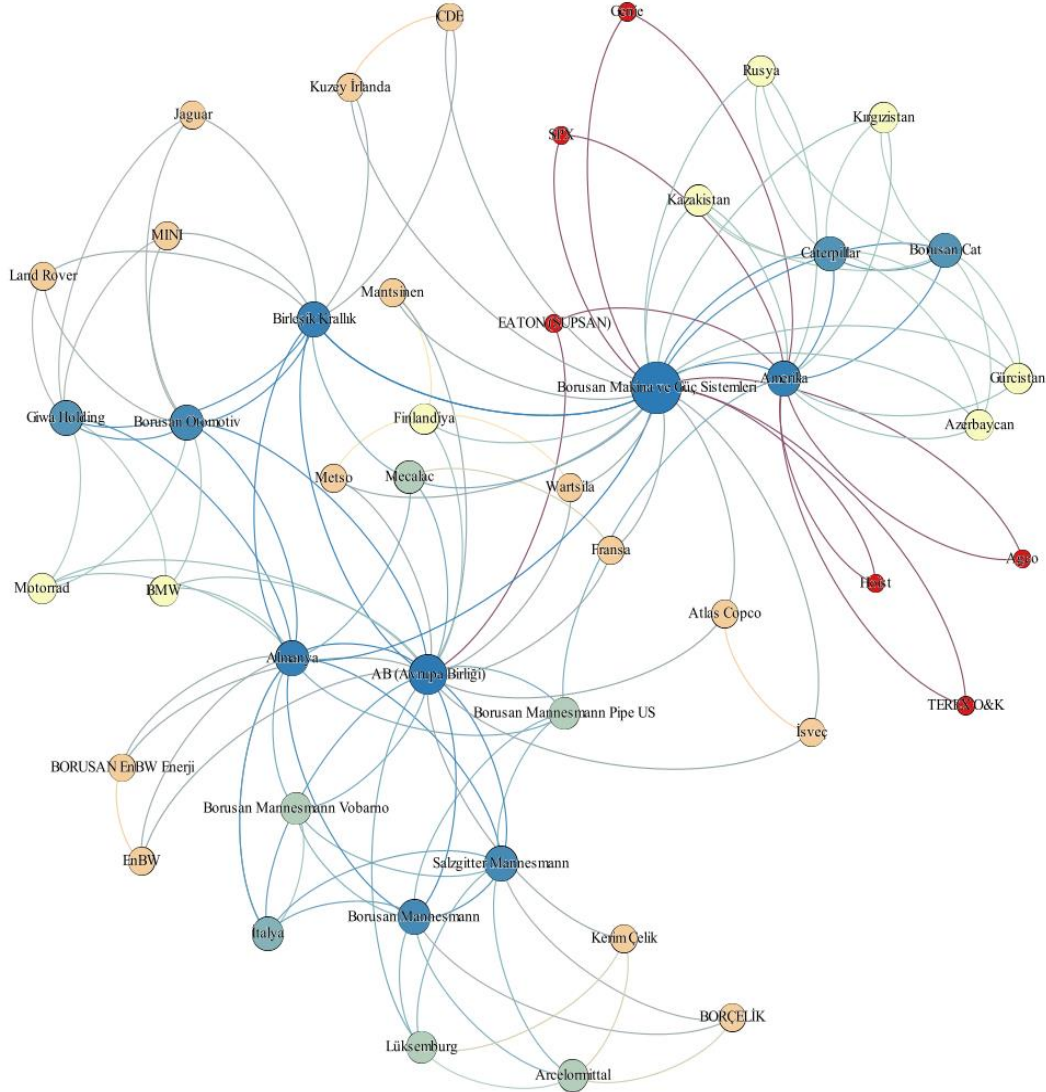 CDE
Genie
Rusya
Kuzey İrlanda
Jaguar
Kırgızistan
SPX
Kazakistan
MINI
Caterpillar
Borusan Cat
Land Rover
Mantsinen
Birleşik Krallık
EATON (SUPSAN)
Borusan Makina ve Güç Sistemleri
Amerika
Gürcistan
Giwa Holding
Borusan Otomotiv
Finlandiya
Azerbaycan
Metso
Mecalac
Wartsila
Fransa
Agco
Motorrad
BMW
Hoist
Atlas Copco
Almanya
AB (Avrupa Birliği)
TEREX O&K
Borusan Mannesmann Pipe US
İsveç
BORUSAN EnBW Enerji
Borusan Mannesmann Vobarno
EnBW
Salzgitter Mannesmann
Borusan Mannesmann
İtalya
Kerim Çelik
BORÇELİK
Lüksemburg
Arcelormittal